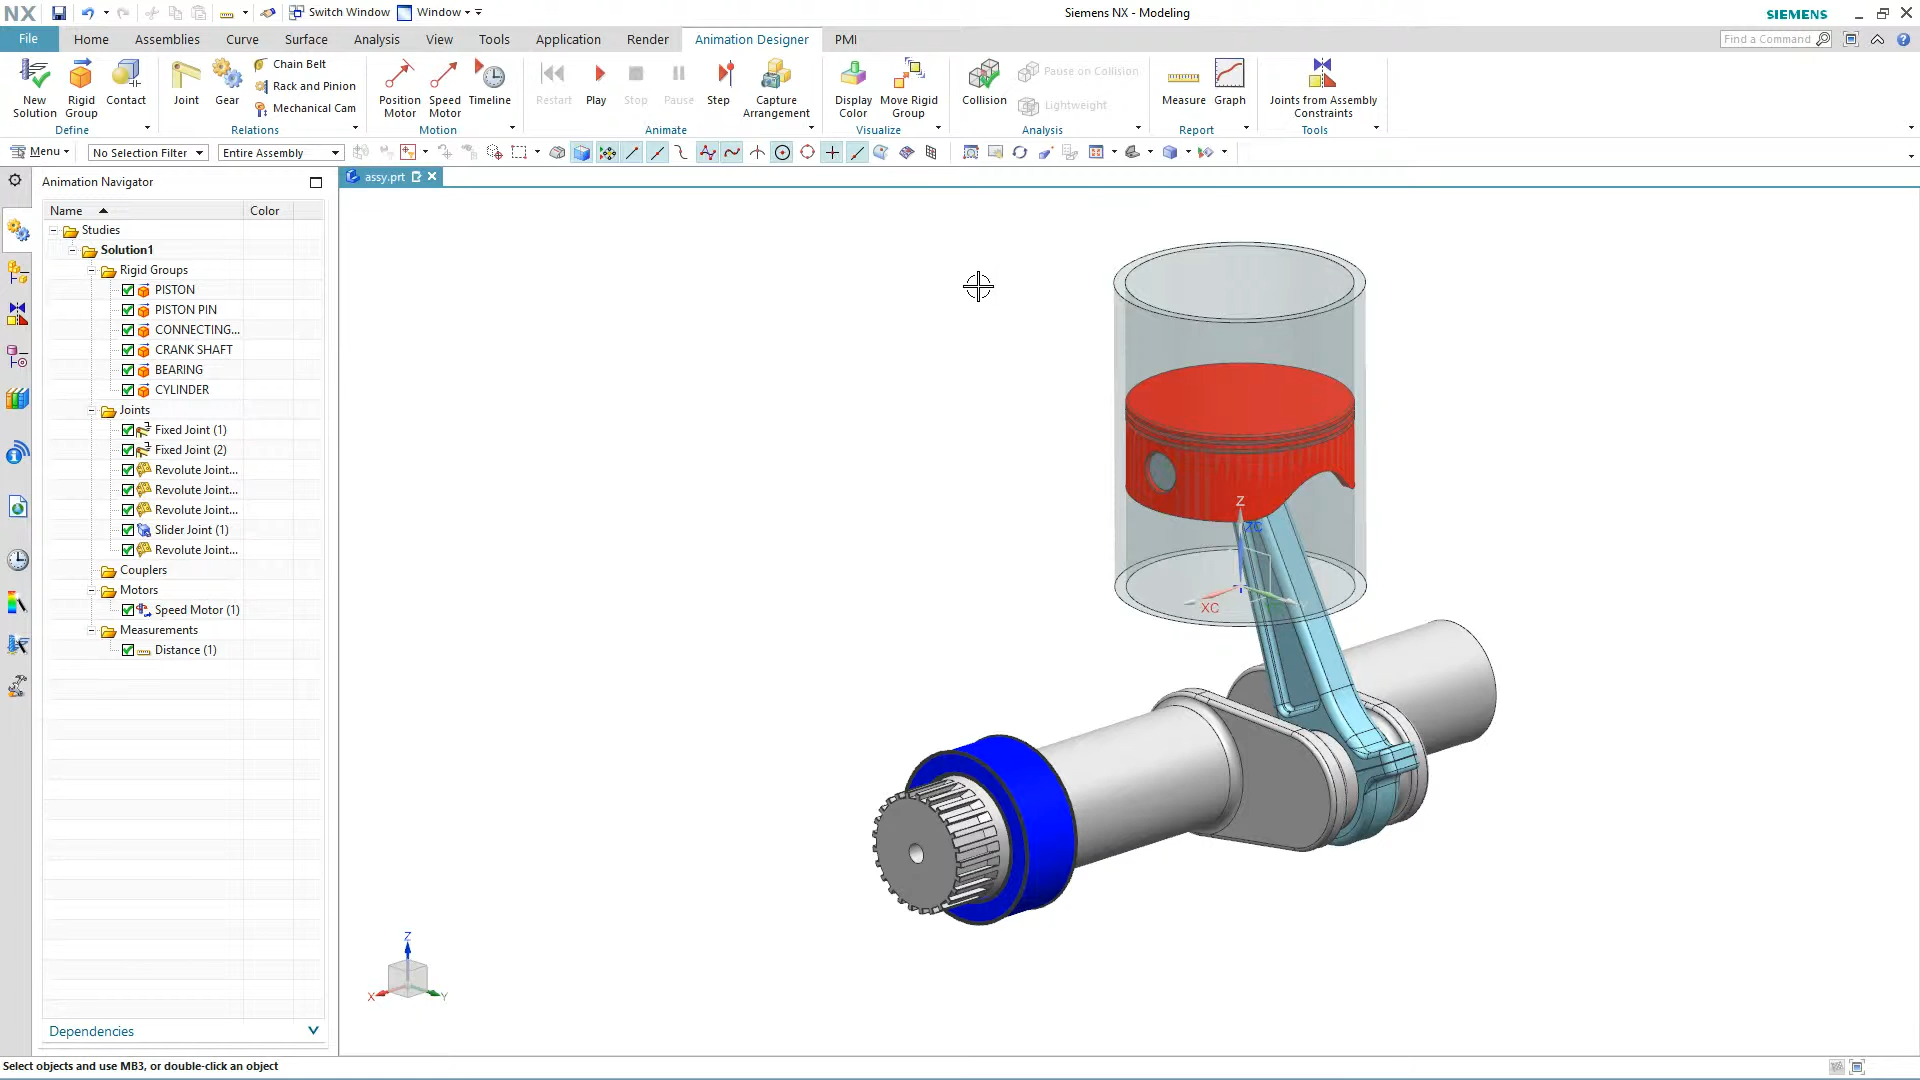 NX Switch Window Window Siemens NX - Modeling SIEMENS
File Home Assemblies Curve Surface Analysis View Tools Application Render Animation Designer PMI Find a Command
New Solution Rigid Group Contact Joint Gear Chain Belt Rack and Pinion Mechanical Cam Position Motor Speed Motor Timeline Restart Play Stop Pause Step Capture Arrangement Display Color Move Rigid Group Collision Pause on Collision Lightweight Measure Graph Joints from Assembly Constraints
Define Relations Motion Animate Visualize Analysis Report Tools
Menu No Selection Filter Entire Assembly
Animation Navigator assy.prt
Name Color
Studies
Solution1
Rigid Groups
PISTON
PISTON PIN
CONNECTING...
CRANK SHAFT
BEARING
CYLINDER
Joints
Fixed Joint (1)
Fixed Joint (2)
Revolute Joint...
Revolute Joint...
Revolute Joint...
Slider Joint (1)
Revolute Joint...
Couplers
Motors
Speed Motor (1)
Measurements
Distance (1)
Z
ZC
XC
Z
X
Y
Dependencies
Select objects and use MB3, or double-click an object